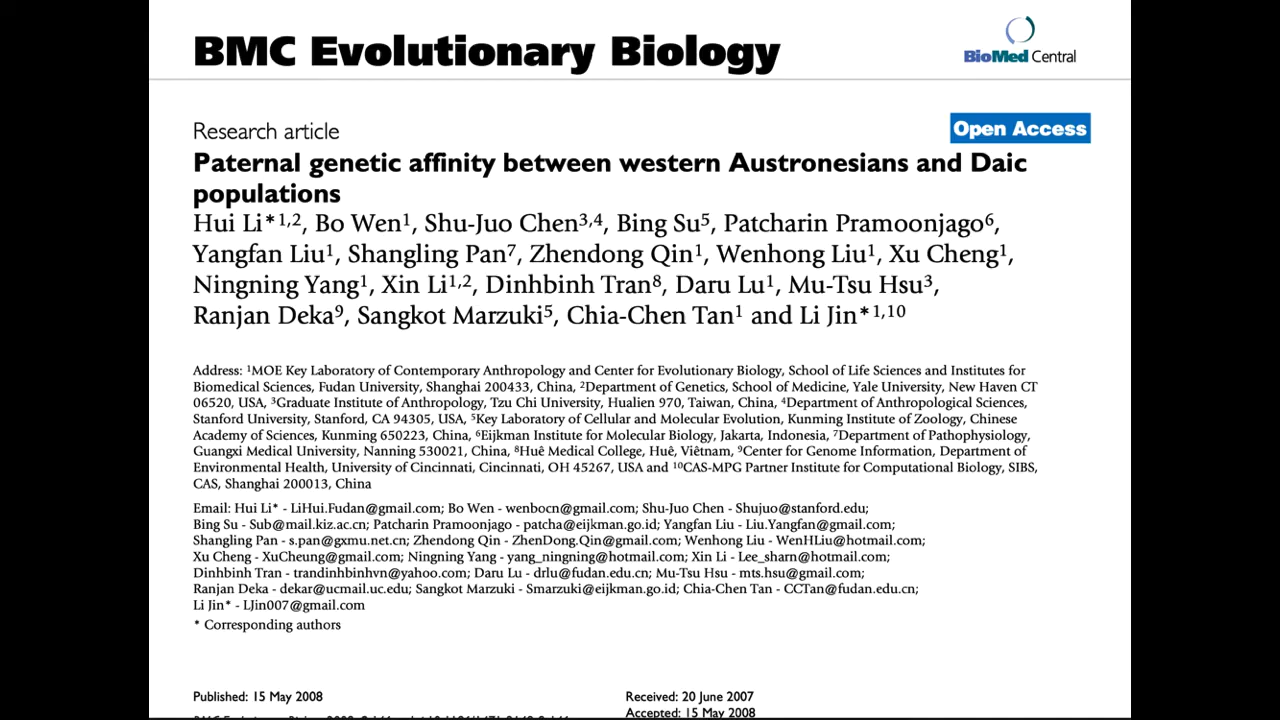 BMC Evolutionary Biology
BioMed Central
Research article
Open Access
Paternal genetic affinity between western Austronesians and Daic
populations
Hui Li*1,2, Bo Wen1, Shu-Juo Chen3,4, Bing Su5, Patcharin Pramoonjago6,
Yangfan Liu1, Shangling Pan7, Zhendong Qin1, Wenhong Liu1, Xu Cheng1,
Ningning Yang1, Xin Li1,2, Dinhbinh Tran8, Daru Lu1, Mu-Tsu Hsu3,
Ranjan Deka9, Sangkot Marzuki5, Chia-Chen Tan1 and Li Jin*1,10
Address: 1MOE Key Laboratory of Contemporary Anthropology and Center for Evolutionary Biology, School of Life Sciences and Institutes for
Biomedical Sciences, Fudan University, Shanghai 200433, China, 2Department of Genetics, School of Medicine, Yale University, New Haven CT
06520, USA, 3Graduate Institute of Anthropology, Tzu Chi University, Hualien 970, Taiwan, China, 4Department of Anthropological Sciences,
Stanford University, Stanford, CA 94305, USA, 5Key Laboratory of Cellular and Molecular Evolution, Kunming Institute of Zoology, Chinese
Academy of Sciences, Kunming 650223, China, 6Eijkman Institute for Molecular Biology, Jakarta, Indonesia, 7Department of Pathophysiology,
Guangxi Medical University, Nanning 530021, China, 8Huê Medical College, Huê, Viêtnam, 9Center for Genome Information, Department of
Environmental Health, University of Cincinnati, Cincinnati, OH 45267, USA and 10CAS-MPG Partner Institute for Computational Biology, SIBS,
CAS, Shanghai 200013, China
Email: Hui Li* - LiHui.Fudan@gmail.com; Bo Wen - wenbocn@gmail.com; Shu-Juo Chen - Shujuo@stanford.edu;
Bing Su - Sub@mail.kiz.ac.cn; Patcharin Pramoonjago - patcha@eijkman.go.id; Yangfan Liu - Liu.Yangfan@gmail.com;
Shangling Pan - s.pan@gxmu.net.cn; Zhendong Qin - ZhenDong.Qin@gmail.com; Wenhong Liu - WenHLiu@hotmail.com;
Xu Cheng - XuCheung@gmail.com; Ningning Yang - yang_ningning@hotmail.com; Xin Li - Lee_sharn@hotmail.com;
Dinhbinh Tran - trandinhbinhvn@yahoo.com; Daru Lu - drlu@fudan.edu.cn; Mu-Tsu Hsu - mts.hsu@gmail.com;
Ranjan Deka - dekar@ucmail.uc.edu; Sangkot Marzuki - Smarzuki@eijkman.go.id; Chia-Chen Tan - CCTan@fudan.edu.cn;
Li Jin* - LJin007@gmail.com
* Corresponding authors
Published: 15 May 2008
Received: 20 June 2007
Accepted: 15 May 2008